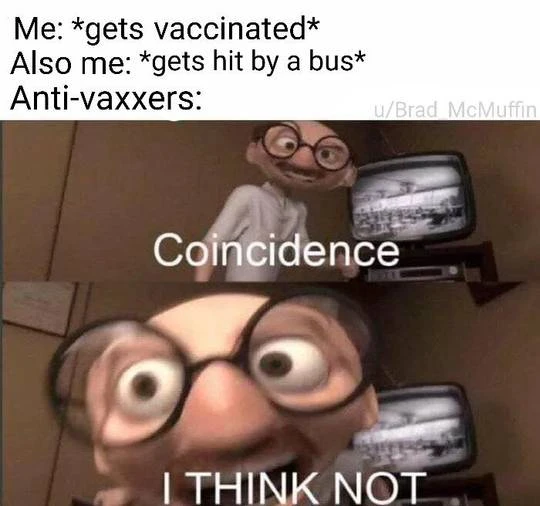 Me: *gets vaccinated*
Also me: *gets hit by a bus*
Anti-vaxxers:
u/Brad_McMuffin
Coincidence
I THINK NOT